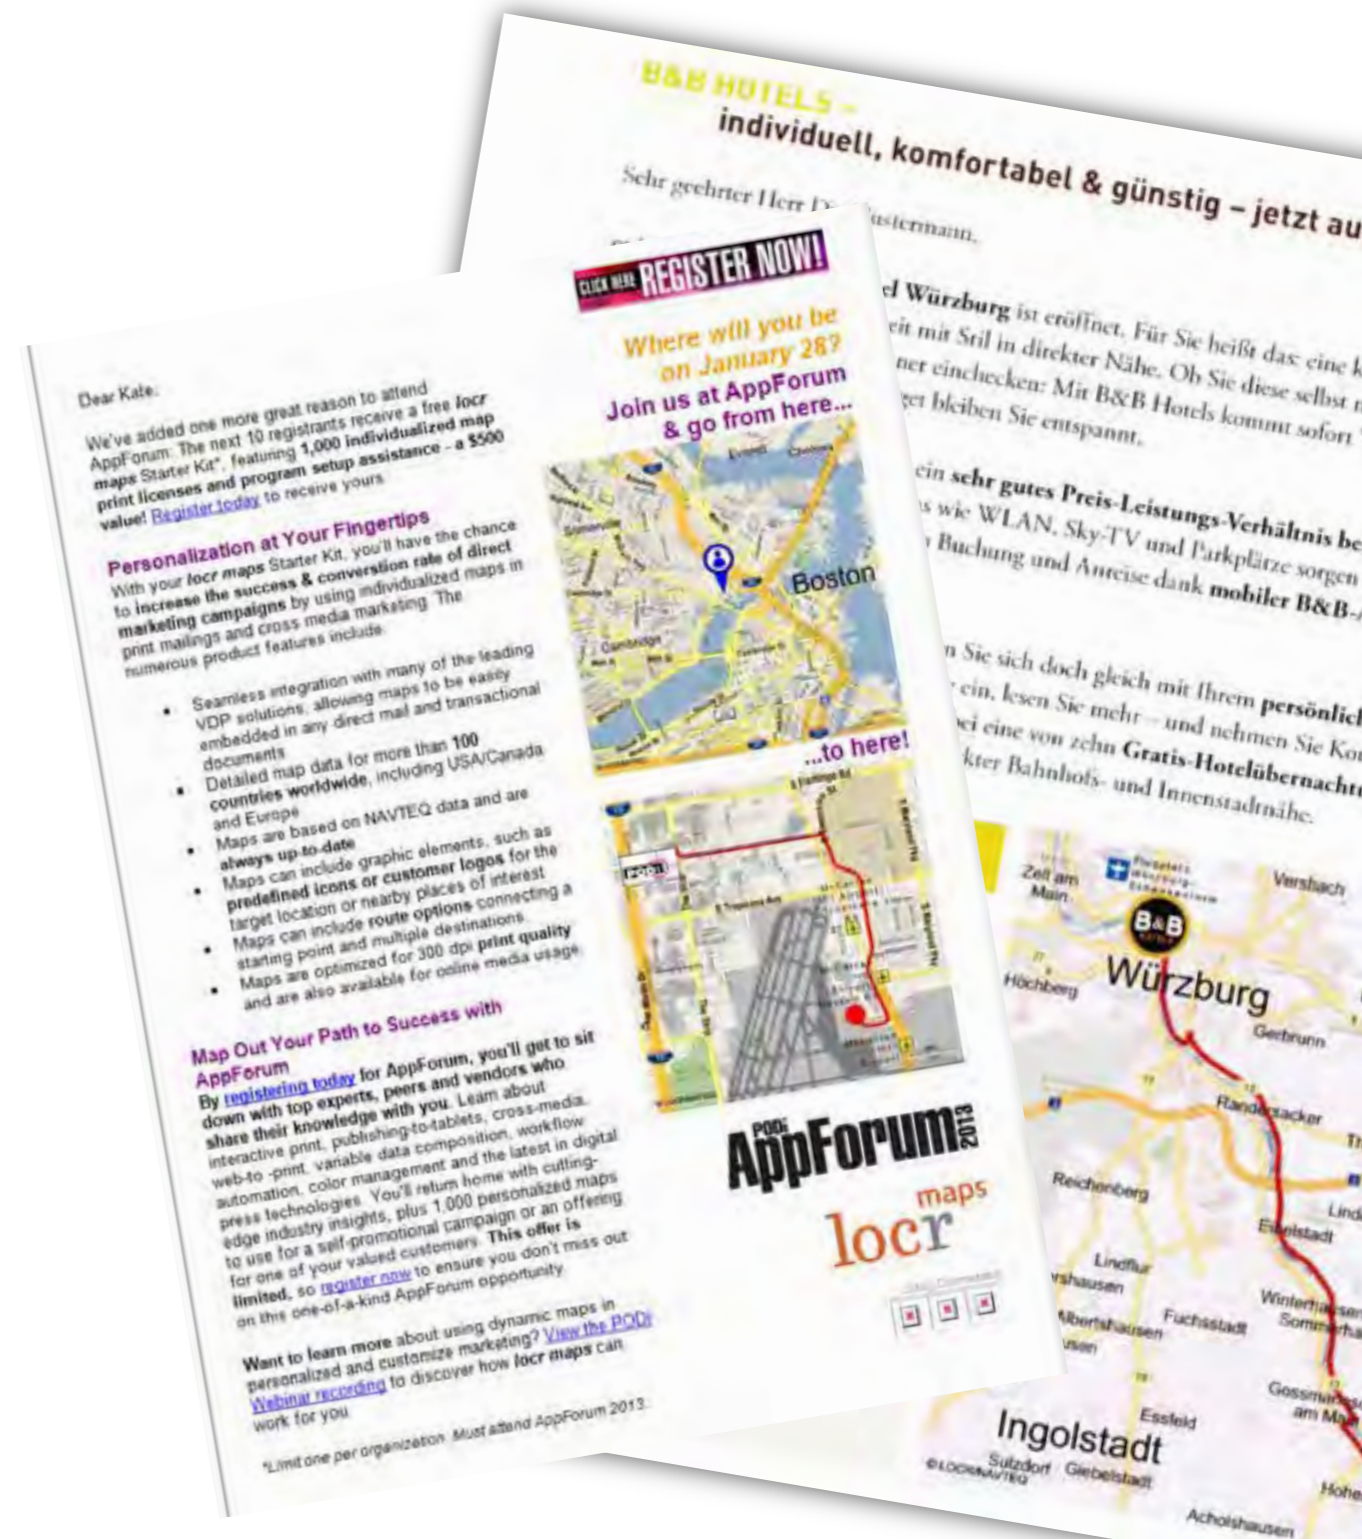 B&B HOTELS –
individuell, komfortabel & günstig – jetzt au
Sehr geehrter Herr
ustermann,
el Würzburg ist eröffnet. Für Sie heißt das: eine k
eit mit Stil in direkter Nähe. Ob Sie diese selbst
ner einchecken: Mit B&B Hotels kommt sofort
get bleiben Sie entspannt.
ein sehr gutes Preis-Leistungs-Verhältnis be
s wie WLAN, Sky-TV und Parkplätze sorgen
Buchung und Anreise dank mobiler B&B-
n Sie sich doch gleich mit Ihrem persönlich
ein, lesen Sie mehr – und nehmen Sie Kon
ei eine von zehn Gratis-Hotelübernachtu
kter Bahnhofs- und Innenstadtnähe.
Zell am
Main
Versbach
B&B
Würzburg
Höchberg
Gerbrunn
Randersacker
Reichenberg
Eibelstadt
Lindflur
Winterhausen
Sommerha
Albertshausen
Fuchsstadt
Gossmanns
am Ma
Essfeld
Ingolstadt
Sulzdorf
Giebelstadt
© LOCR/NAVTEQ
Acholshausen
Hohe
Dear Kate:
We've added one more great reason to attend
AppForum: The next 10 registrants receive a free locr
maps Starter Kit*, featuring 1,000 individualized map
print licenses and program setup assistance - a $500
value! Register today to receive yours.
Personalization at Your Fingertips
With your locr maps Starter Kit, you'll have the chance
to increase the success & converstion rate of direct
marketing campaigns by using individualized maps in
print mailings and cross media marketing. The
numerous product features include:
• Seamless integration with many of the leading
VDP solutions, allowing maps to be easily
embedded in any direct mail and transactional
documents
• Detailed map data for more than 100
countries worldwide, including USA/Canada
and Europe
• Maps are based on NAVTEQ data and are
always up-to-date
• Maps can include graphic elements, such as
predefined icons or customer logos for the
target location or nearby places of interest
• Maps can include route options connecting a
starting point and multiple destinations
• Maps are optimized for 300 dpi print quality
and are also available for online media usage
Map Out Your Path to Success with
AppForum
By registering today for AppForum, you'll get to sit
down with top experts, peers and vendors who
share their knowledge with you. Learn about
interactive print, publishing-to-tablets, cross-media,
web-to -print, variable data composition, workflow
automation, color management and the latest in digital
press technologies. You'll return home with cutting-
edge industry insights, plus 1,000 personalized maps
to use for a self-promotional campaign or an offering
for one of your valued customers. This offer is
limited, so register now to ensure you don't miss out
on this one-of-a-kind AppForum opportunity.
Want to learn more about using dynamic maps in
personalized and customize marketing? View the PODi
Webinar recording to discover how locr maps can
work for you.
*Limit one per organization. Must attend AppForum 2013.
CLICK HERE REGISTER NOW!
Where will you be
on January 28?
Join us at AppForum
& go from here...
Everett
Chelsea
Somerville
Boston
Cambridge
...to here!
PODi
E Tropicana Ave
PODi
AppForum 2013
maps
locr